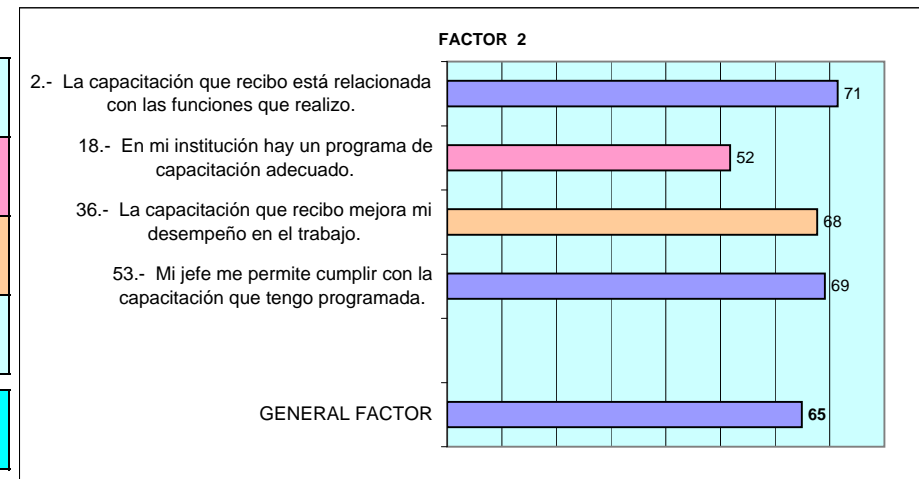 FACTOR 2
2.- La capacitación que recibo está relacionada
con las funciones que realizo.
71
18.- En mi institución hay un programa de
capacitación adecuado.
52
36.- La capacitación que recibo mejora mi
desempeño en el trabajo.
68
53.- Mi jefe me permite cumplir con la
capacitación que tengo programada.
69
GENERAL FACTOR
65